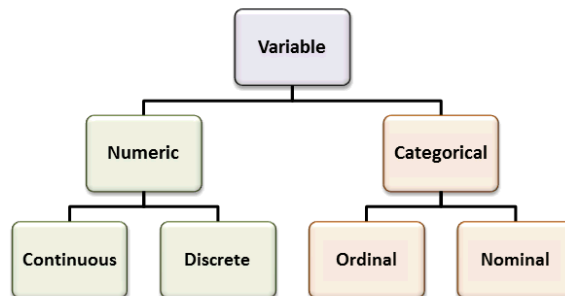 Variable
Numeric
Categorical
Continuous
Discrete
Ordinal
Nominal